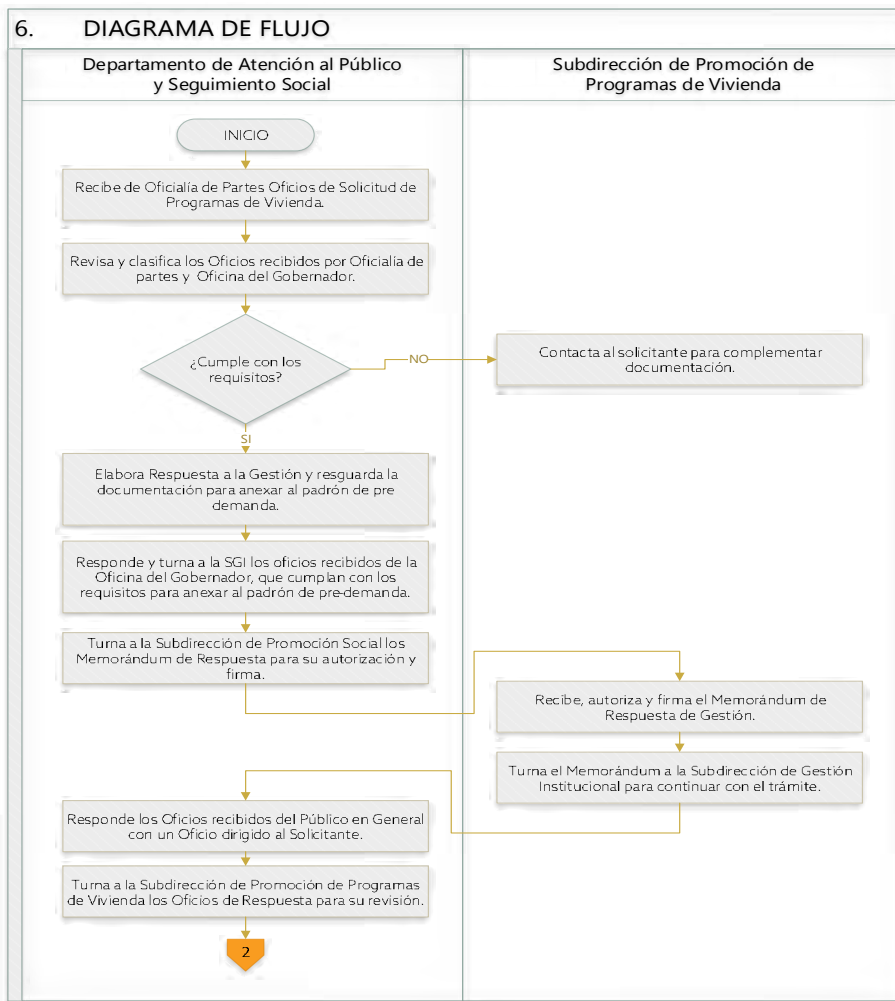 6. DIAGRAMA DE FLUJO
Departamento de Atención al Público
y Seguimiento Social
Subdirección de Promoción de
Programas de Vivienda
INICIO
Recibe de Oficialía de Partes Oficios de Solicitud de
Programas de Vivienda.
Revisa y clasifica los Oficios recibidos por Oficialía de
partes y Oficina del Gobernador.
¿Cumple con los
requisitos?
NO
Contacta al solicitante para complementar
documentación.
SI
Elabora Respuesta a la Gestión y resguarda la
documentación para anexar al padrón de pre
demanda.
Responde y turna a la SGI los oficios recibidos de la
Oficina del Gobernador, que cumplan con los
requisitos para anexar al padrón de pre-demanda.
Turna a la Subdirección de Promoción Social los
Memorándum de Respuesta para su autorización y
firma.
Recibe, autoriza y firma el Memorándum de
Respuesta de Gestión.
Turna el Memorándum a la Subdirección de Gestión
Institucional para continuar con el trámite.
Responde los Oficios recibidos del Público en General
con un Oficio dirigido al Solicitante.
Turna a la Subdirección de Promoción de Programas
de Vivienda los Oficios de Respuesta para su revisión.
2